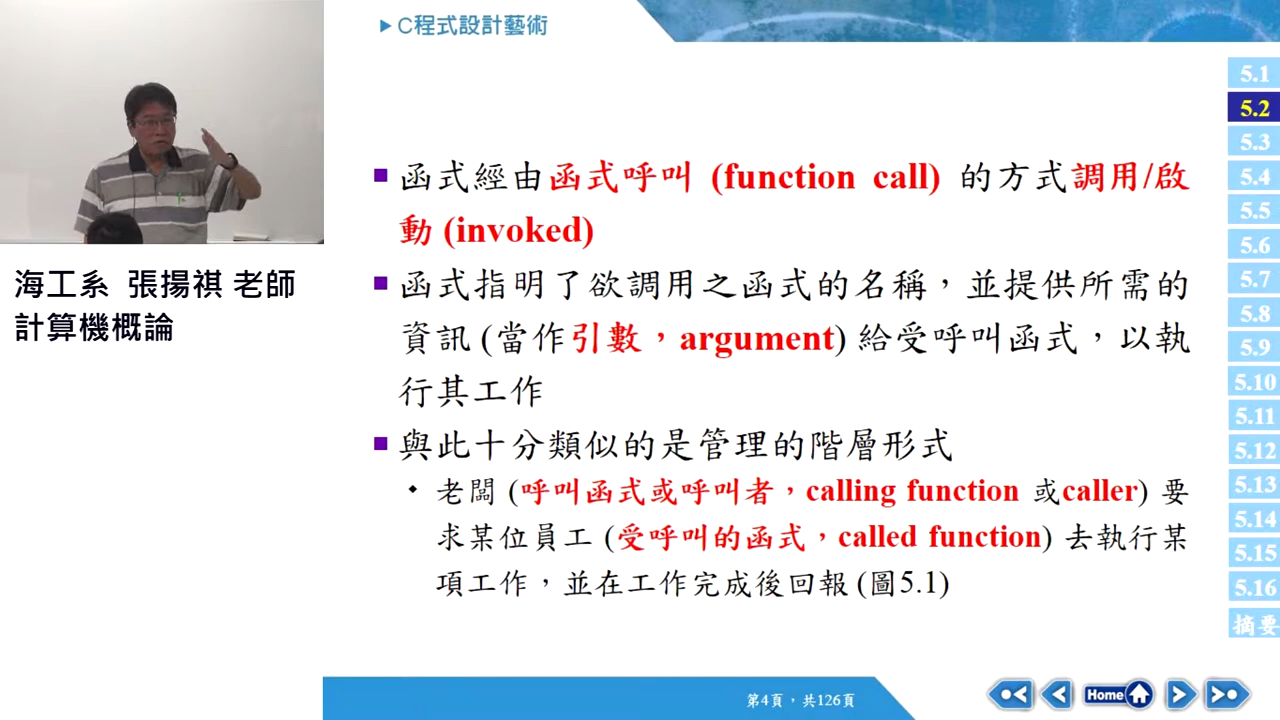 C程式設計藝術
海工系 張揚祺 老師
計算機概論
函式經由函式呼叫 (function call) 的方式調用/啟
動 (invoked)
函式指明了欲調用之函式的名稱，並提供所需的
資訊 (當作引數，argument) 給受呼叫函式，以執
行其工作
與此十分類似的是管理的階層形式
老闆 (呼叫函式或呼叫者，calling function 或caller) 要
求某位員工 (受呼叫的函式，called function) 去執行某
項工作，並在工作完成後回報 (圖5.1)
5.1
5.2
5.3
5.4
5.5
5.6
5.7
5.8
5.9
5.10
5.11
5.12
5.13
5.14
5.15
5.16
摘要
第4頁，共126頁
Home